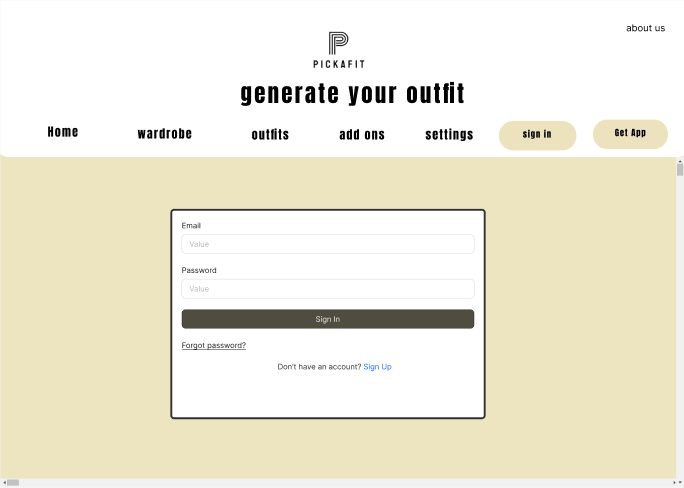 about us
PICKAFIT
generate your outfit
Home wardrobe outfits add ons settings sign in Get App
Email
Value
Password
Value
Sign In
Forgot password?
Don't have an account? Sign Up